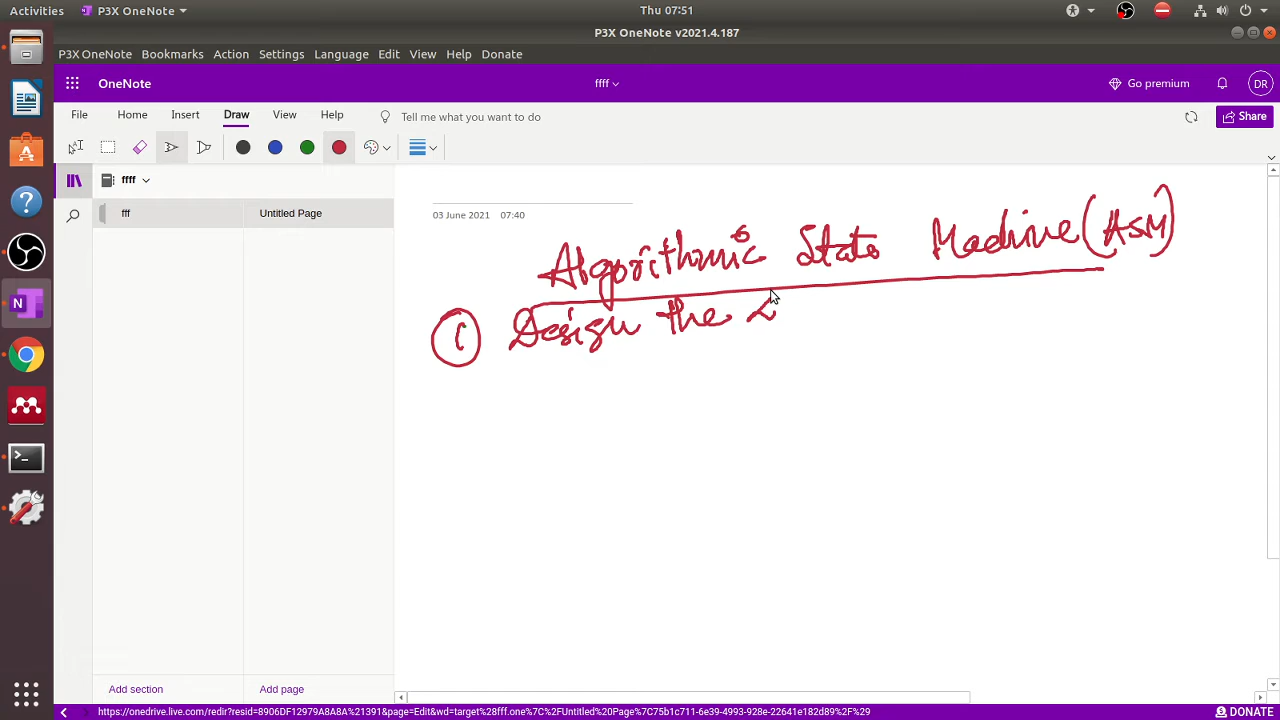 Activities P3X OneNote Thu 07:51
P3X OneNote v2021.4.187
P3X OneNote Bookmarks Action Settings Language Edit View Help Donate
OneNote ffff Go premium DR
File Home Insert Draw View Help Tell me what you want to do Share
ffff
fff Untitled Page
03 June 2021 07:40
Algorithmic State Machine (ASM)
① Design the 2
Add section Add page
https://onedrive.live.com/redir?resid=8906DF12979A8A8A%21391&page=Edit&wd=target%28fff.one%7C%2FUntitled%20Page%7C75b1c711-6e39-4993-928e-22641e182d89%2F%29 DONATE